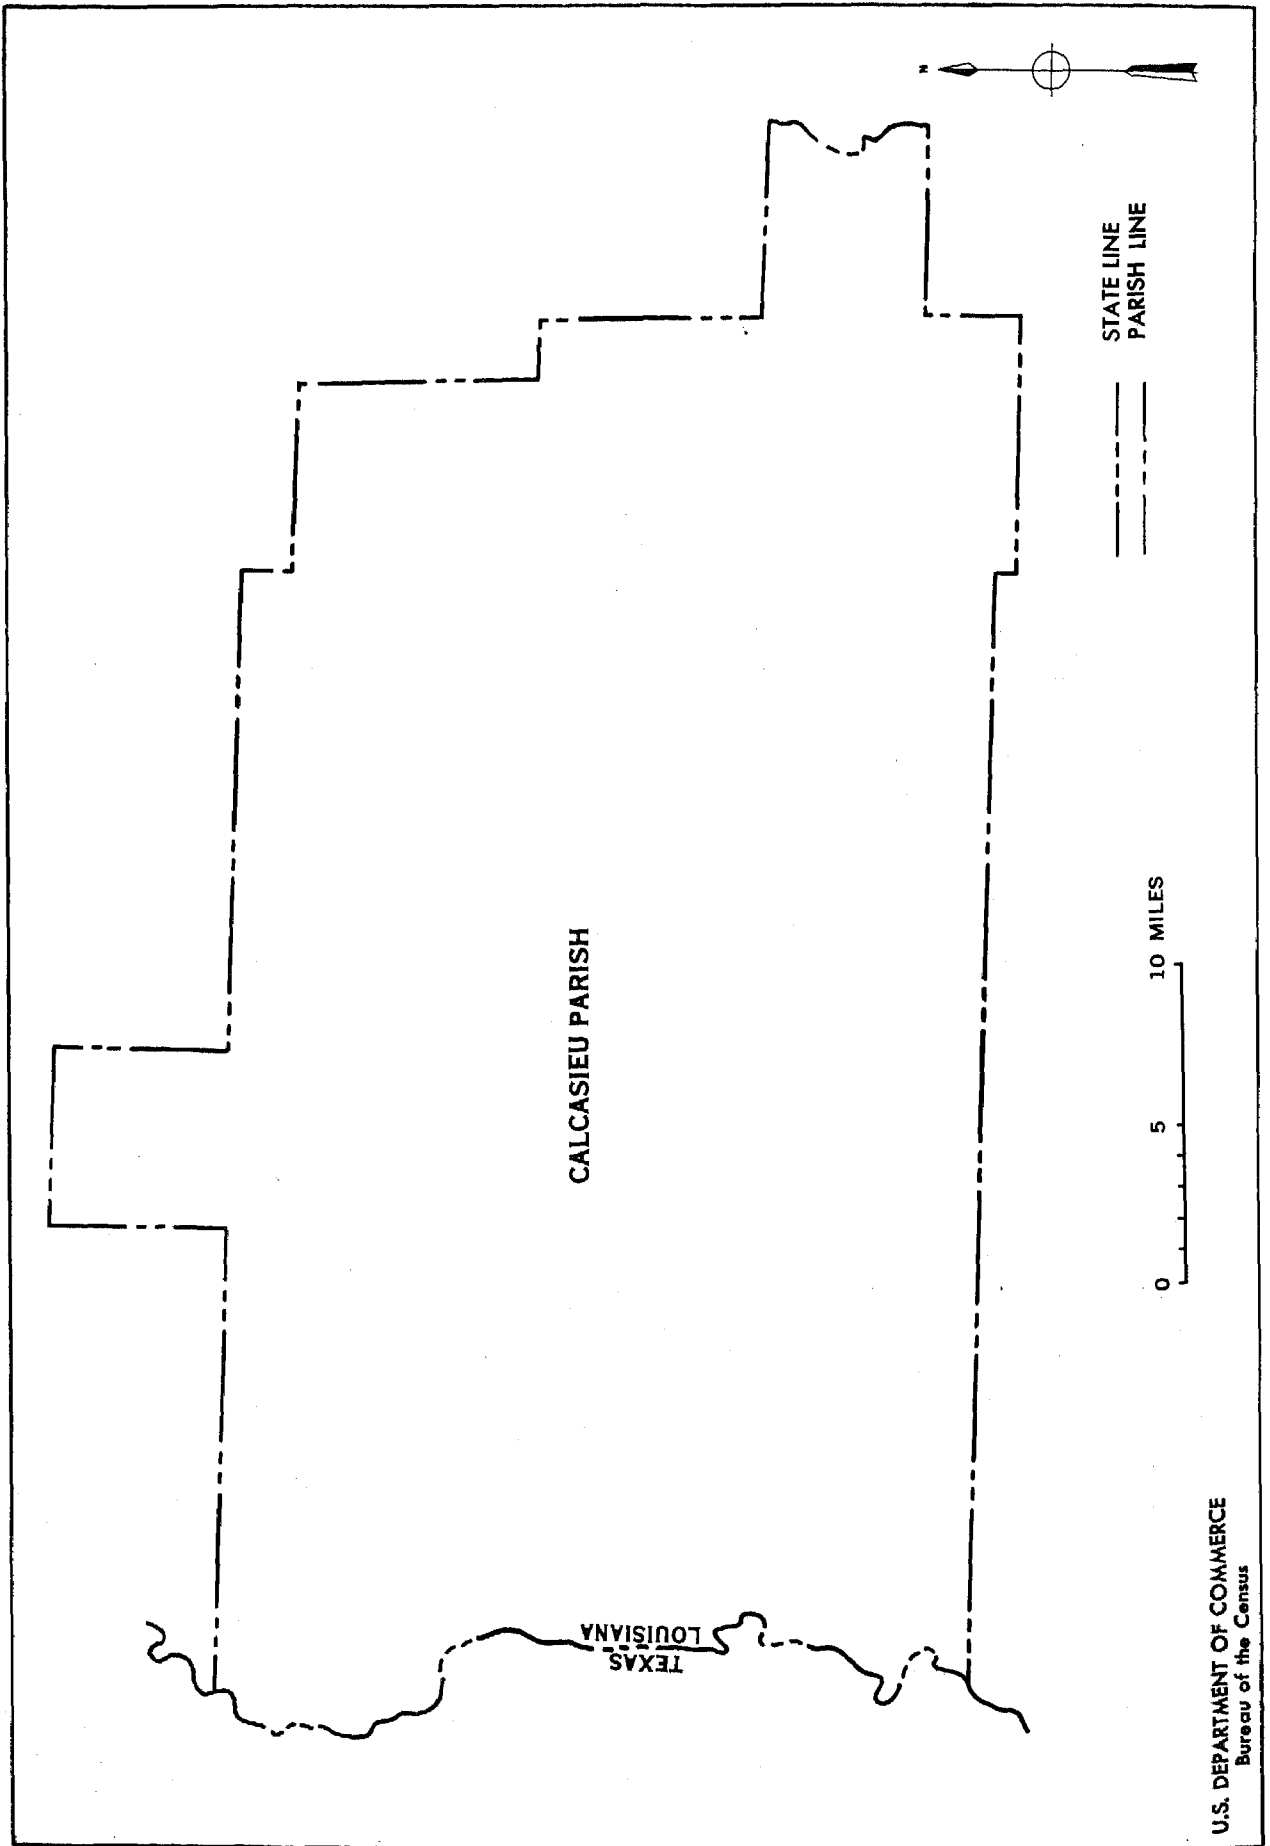 N
CALCASIEU PARISH
TEXAS
LOUISIANA
STATE LINE
PARISH LINE
0 5 10 MILES
U.S. DEPARTMENT OF COMMERCE
Bureau of the Census